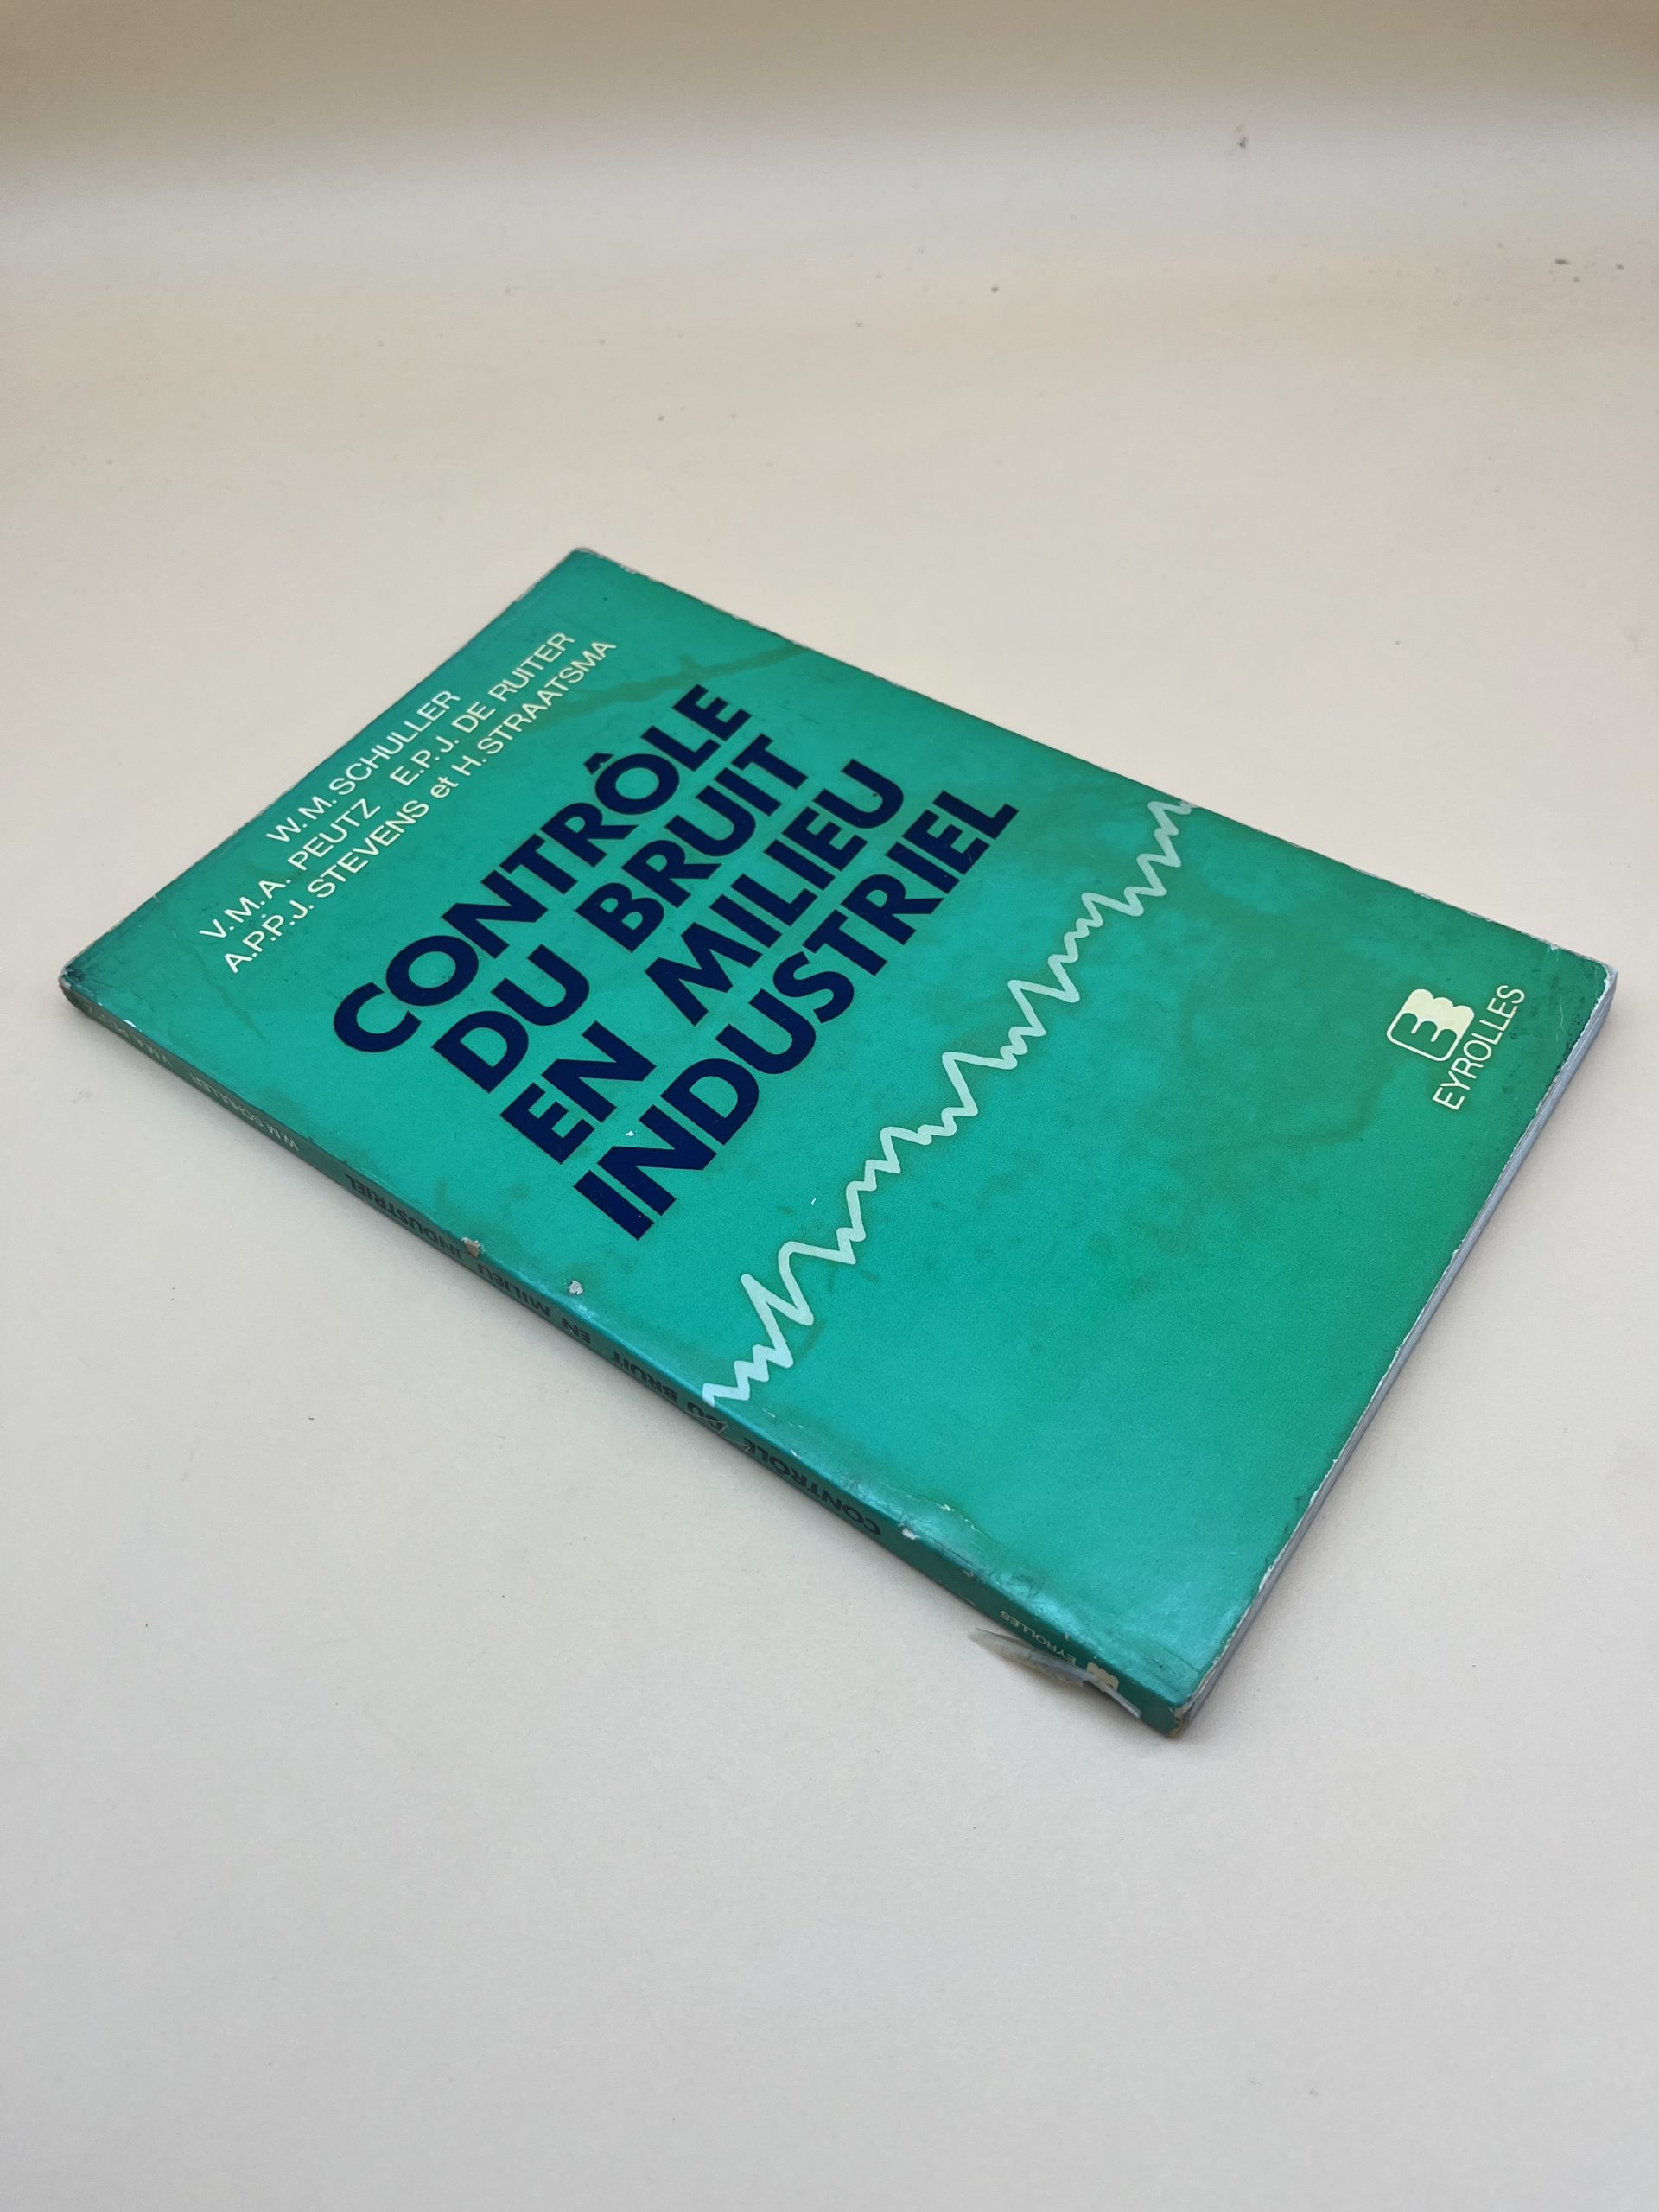 W.M. SCHULLER
V.M.A. PEUTZ E.P.J. DE RUITER
A.P.P.J. STEVENS et H. STRAATSMA
CONTRÔLE
DU BRUIT
EN MILIEU
INDUSTRIEL
EYROLLES
W.M. SCHULLER CONTRÔLE DU BRUIT EN MILIEU INDUSTRIEL EYROLLES